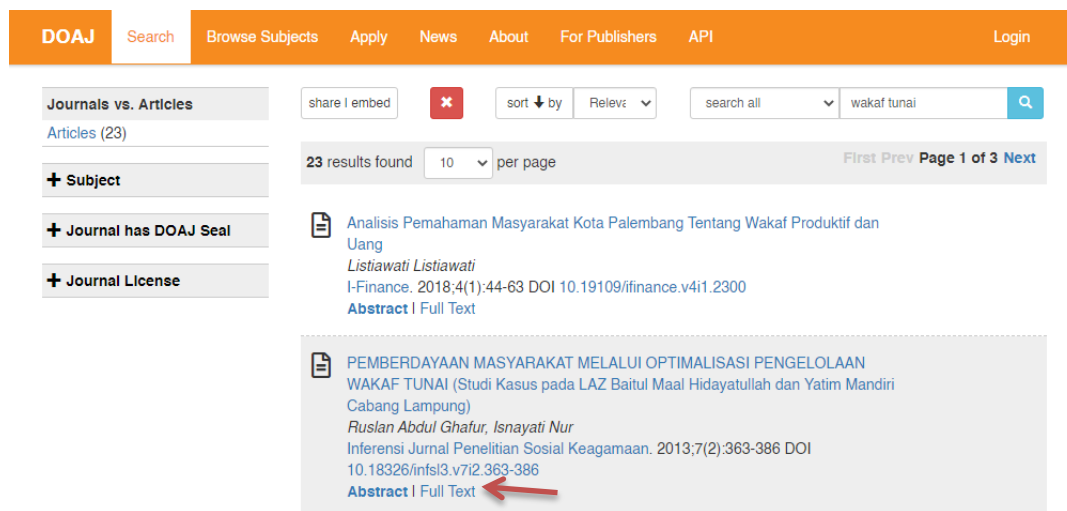 DOAJ Search Browse Subjects Apply News About For Publishers API Login
Journals vs. Articles
Articles (23)
+ Subject
+ Journal has DOAJ Seal
+ Journal License
share | embed sort by Releva search all wakaf tunai
23 results found 10 per page First Prev Page 1 of 3 Next
Analisis Pemahaman Masyarakat Kota Palembang Tentang Wakaf Produktif dan
Uang
Listiawati Listiawati
I-Finance. 2018;4(1):44-63 DOI 10.19109/ifinance.v4i1.2300
Abstract | Full Text
PEMBERDAYAAN MASYARAKAT MELALUI OPTIMALISASI PENGELOLAAN
WAKAF TUNAI (Studi Kasus pada LAZ Baitul Maal Hidayatullah dan Yatim Mandiri
Cabang Lampung)
Ruslan Abdul Ghafur, Isnayati Nur
Inferensi Jurnal Penelitian Sosial Keagamaan. 2013;7(2):363-386 DOI
10.18326/infsl3.v7i2.363-386
Abstract | Full Text